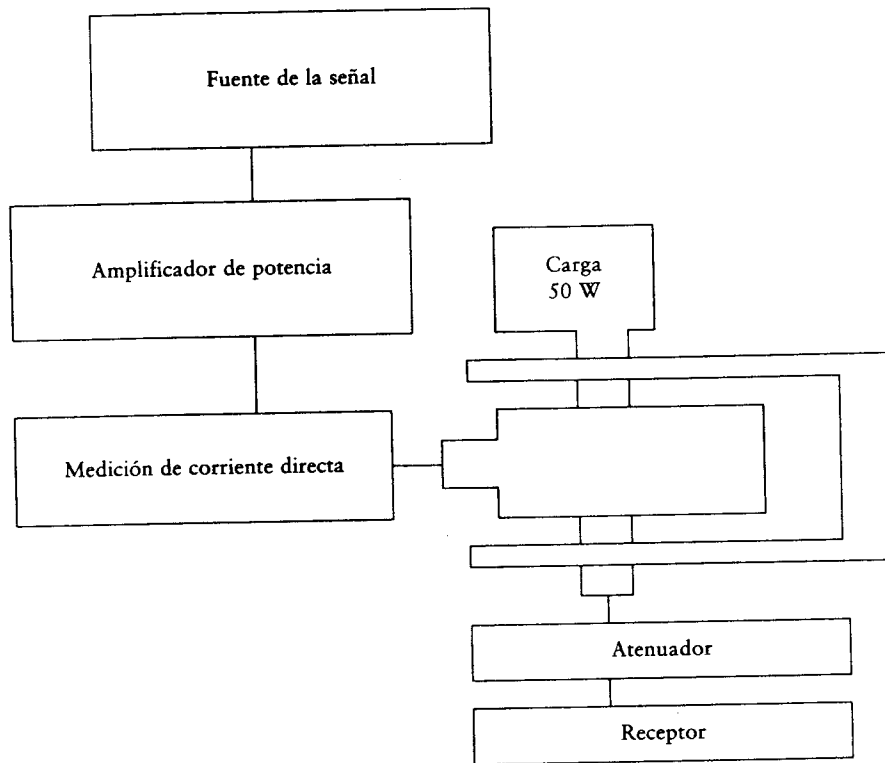 Fuente de la señal
Amplificador de potencia
Carga
50 W
Medición de corriente directa
Atenuador
Receptor